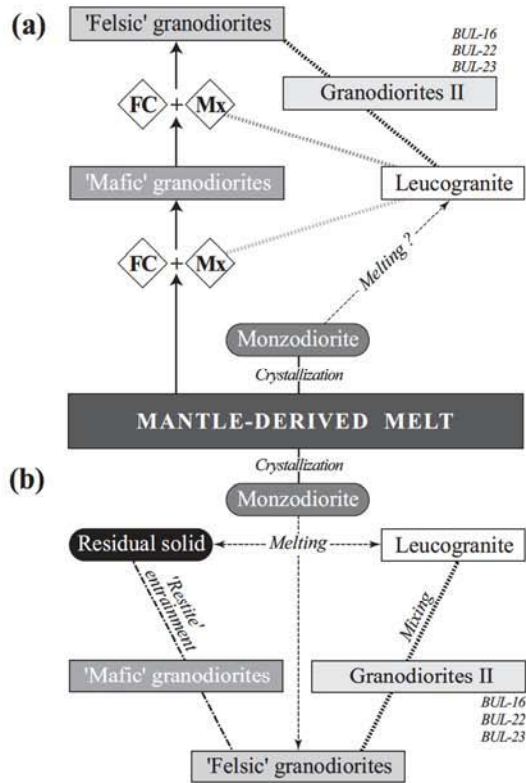 (a)
'Felsic' granodiorites
BUL-16
BUL-22
BUL-23
Granodiorites II
FC + Mx
'Mafic' granodiorites
Leucogranite
FC + Mx
Melting ?
Monzodiorite
Crystallization
MANTLE-DERIVED MELT
Crystallization
(b)
Monzodiorite
Residual solid
Melting
Leucogranite
'Restite'
entrainment
Mixing
'Mafic' granodiorites
Granodiorites II
BUL-16
BUL-22
BUL-23
'Felsic' granodiorites